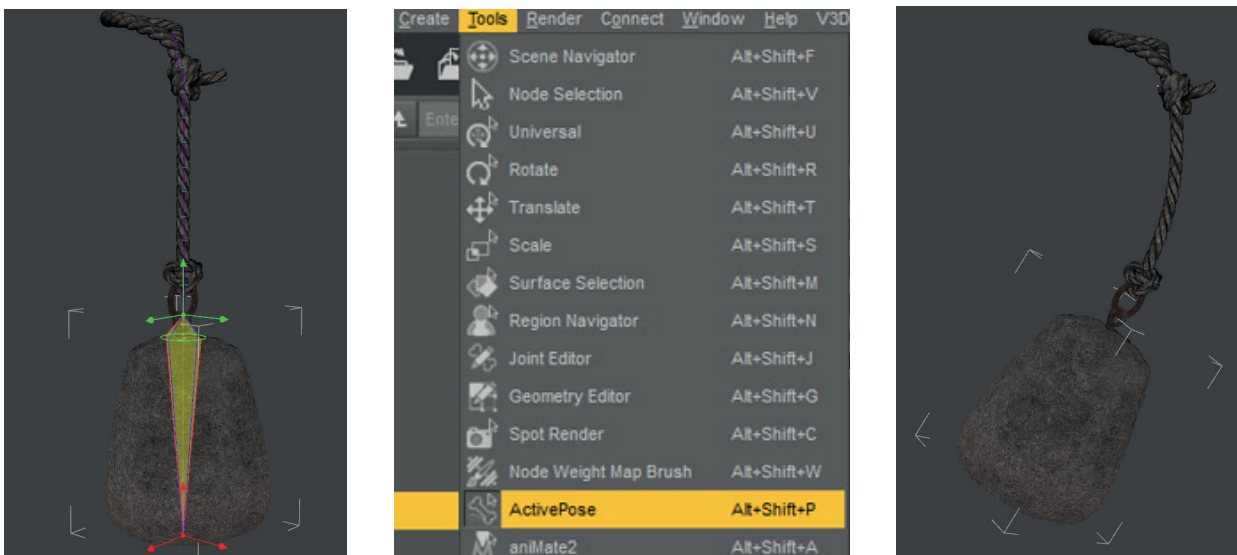 Create Tools Render Connect Window Help V3D
Ente
Scene Navigator Alt+Shift+F
Node Selection Alt+Shift+V
Universal Alt+Shift+U
Rotate Alt+Shift+R
Translate Alt+Shift+T
Scale Alt+Shift+S
Surface Selection Alt+Shift+M
Region Navigator Alt+Shift+N
Joint Editor Alt+Shift+J
Geometry Editor Alt+Shift+G
Spot Render Alt+Shift+C
Node Weight Map Brush Alt+Shift+W
ActivePose Alt+Shift+P
aniMate2 Alt+Shift+A